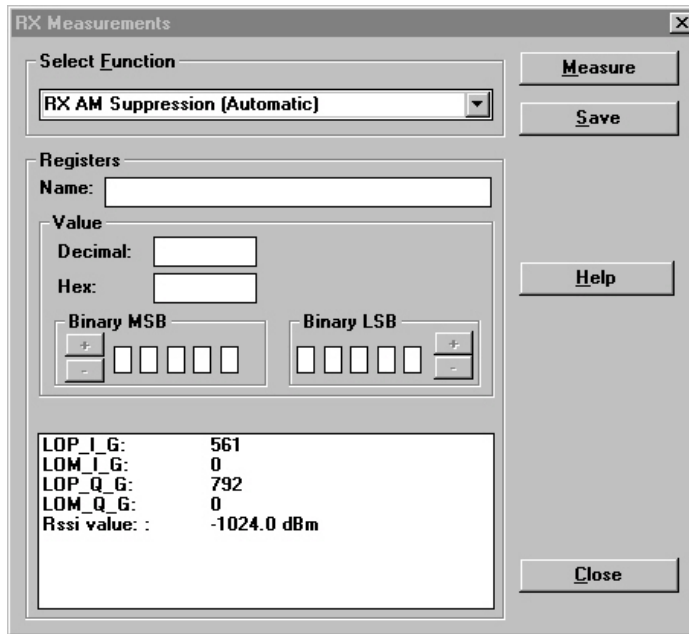 RX Measurements
Select Function
RX AM Suppression (Automatic)
Measure
Save
Registers
Name:
Value
Decimal:
Hex:
Help
Binary MSB
Binary LSB
+
-
+
-
LOP_I_G: 561
LOM_I_G: 0
LOP_Q_G: 792
LOM_Q_G: 0
Rssi value: : -1024.0 dBm
Close